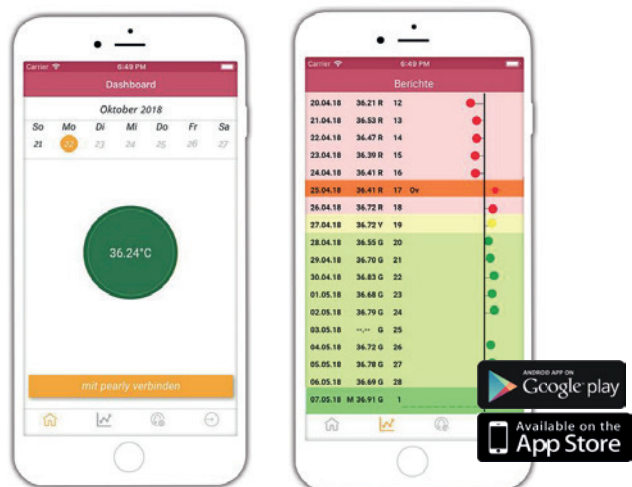 Carrier 6:49 PM
Dashboard
Oktober 2018
So Mo Di Mi Do Fr Sa
21 22 23 24 25 26 27
36.24°C
mit pearly verbinden
Carrier 6:49 PM
Berichte
20.04.18 36.21 R 12
21.04.18 36.53 R 13
22.04.18 36.47 R 14
23.04.18 36.39 R 15
24.04.18 36.41 R 16
25.04.18 36.41 R 17 Ov
26.04.18 36.72 R 18
27.04.18 36.72 Y 19
28.04.18 36.55 G 20
29.04.18 36.70 G 21
30.04.18 36.83 G 22
01.05.18 36.68 G 23
02.05.18 36.79 G 24
03.05.18 --,-- G 25
04.05.18 36.72 G 26
05.05.18 36.78 G 27
06.05.18 36.69 G 28
07.05.18 M 36.91 G 1
ANDROID APP ON
Google play
Available on the
App Store